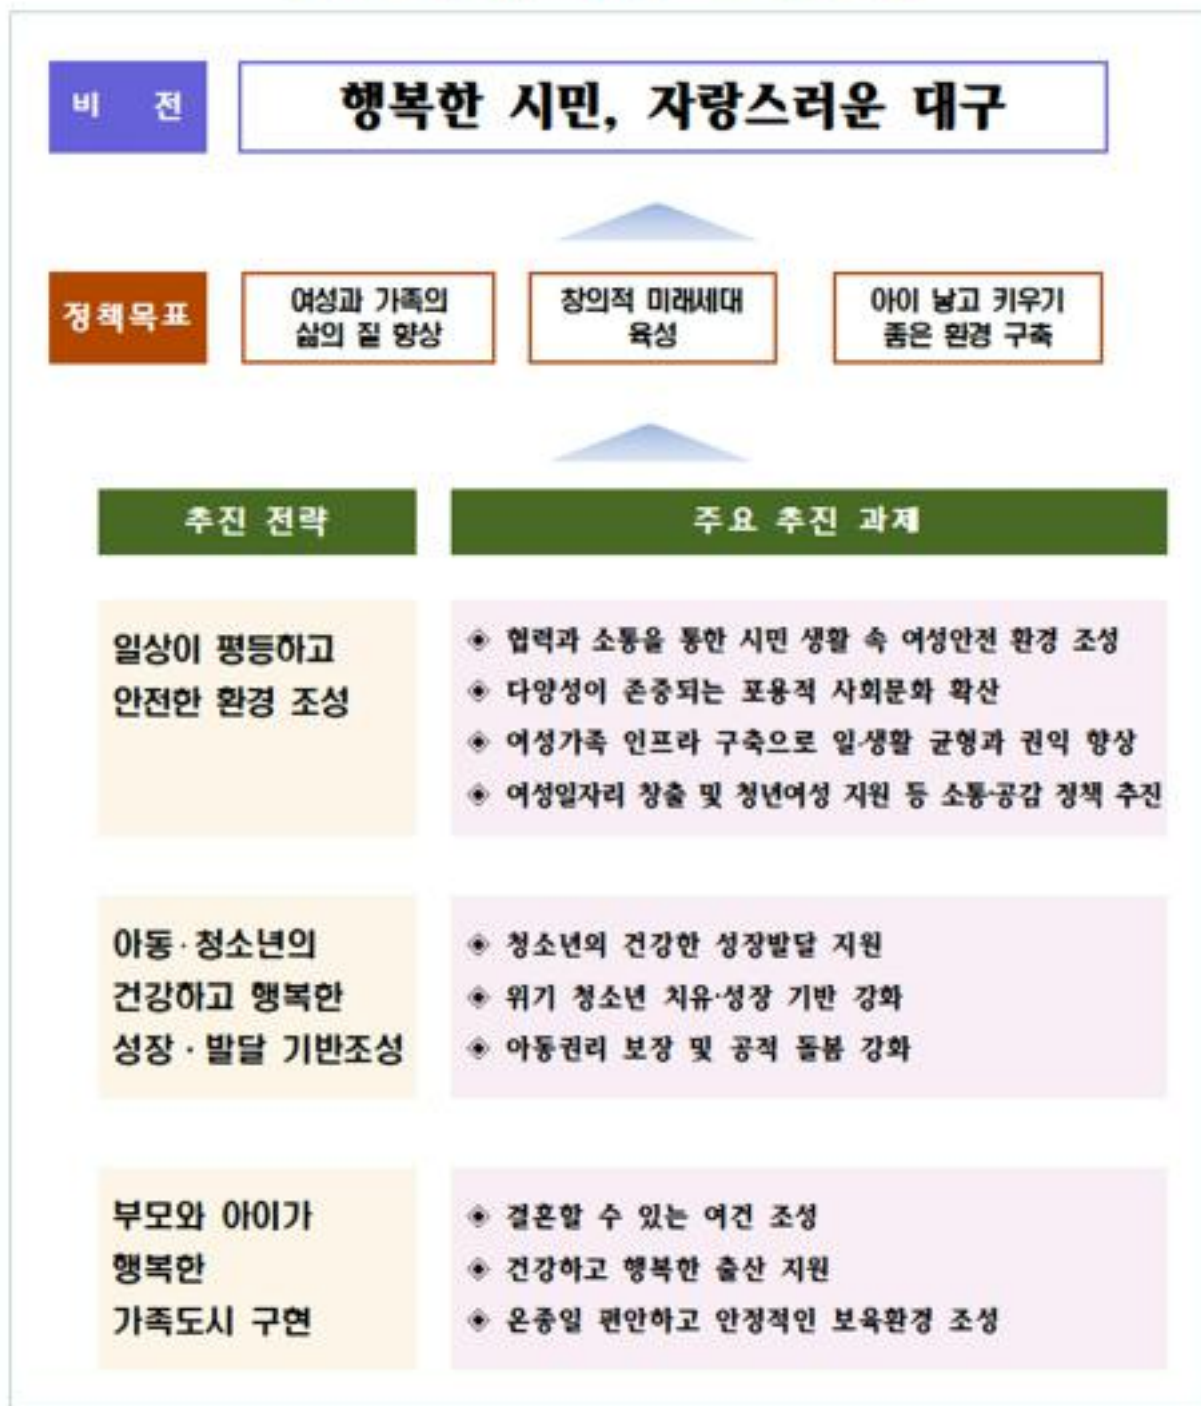 비 전
행복한 시민, 자랑스러운 대구
정책목표
여성과 가족의
삶의 질 향상
창의적 미래세대
육성
아이 낳고 키우기
좋은 환경 구축
추진 전략
주요 추진 과제
일상이 평등하고
안전한 환경 조성
◈ 협력과 소통을 통한 시민 생활 속 여성안전 환경 조성
◈ 다양성이 존중되는 포용적 사회문화 확산
◈ 여성가족 인프라 구축으로 일·생활 균형과 권익 향상
◈ 여성일자리 창출 및 청년여성 지원 등 소통·공감 정책 추진
아동·청소년의
건강하고 행복한
성장·발달 기반조성
◈ 청소년의 건강한 성장발달 지원
◈ 위기 청소년 치유·성장 기반 강화
◈ 아동권리 보장 및 공적 돌봄 강화
부모와 아이가
행복한
가족도시 구현
◈ 결혼할 수 있는 여건 조성
◈ 건강하고 행복한 출산 지원
◈ 온종일 편안하고 안정적인 보육환경 조성